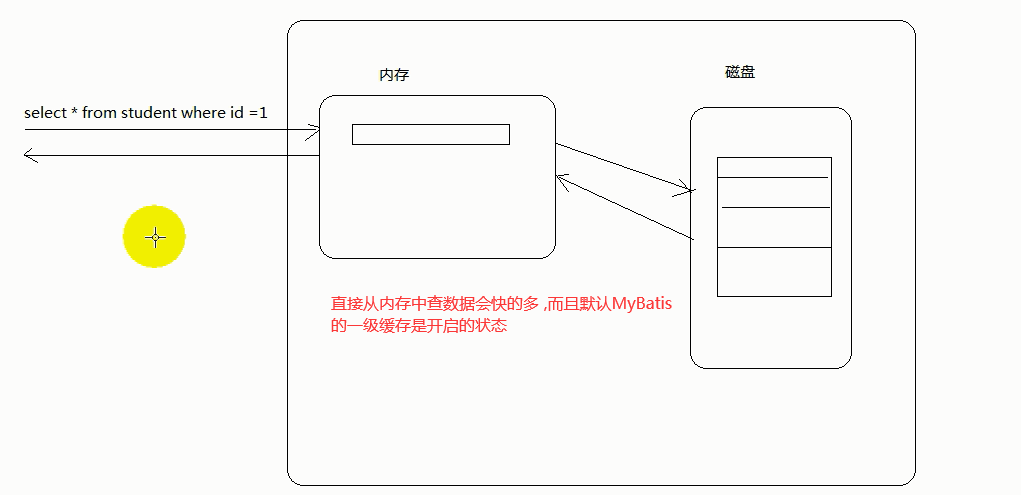 内存
磁盘
select * from student where id =1
直接从内存中查数据会快的多 ,而且默认MyBatis
的一级缓存是开启的状态